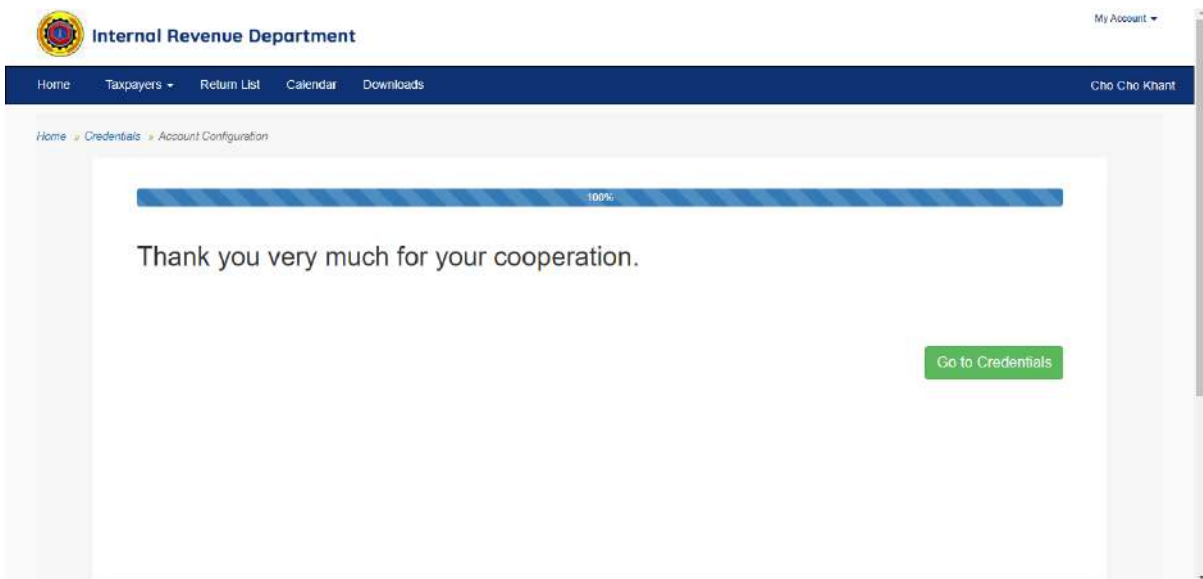 My Account
Internal Revenue Department
Home Taxpayers Return List Calendar Downloads Cho Cho Khant
Home » Credentials » Account Configuration
100%
Thank you very much for your cooperation.
Go to Credentials